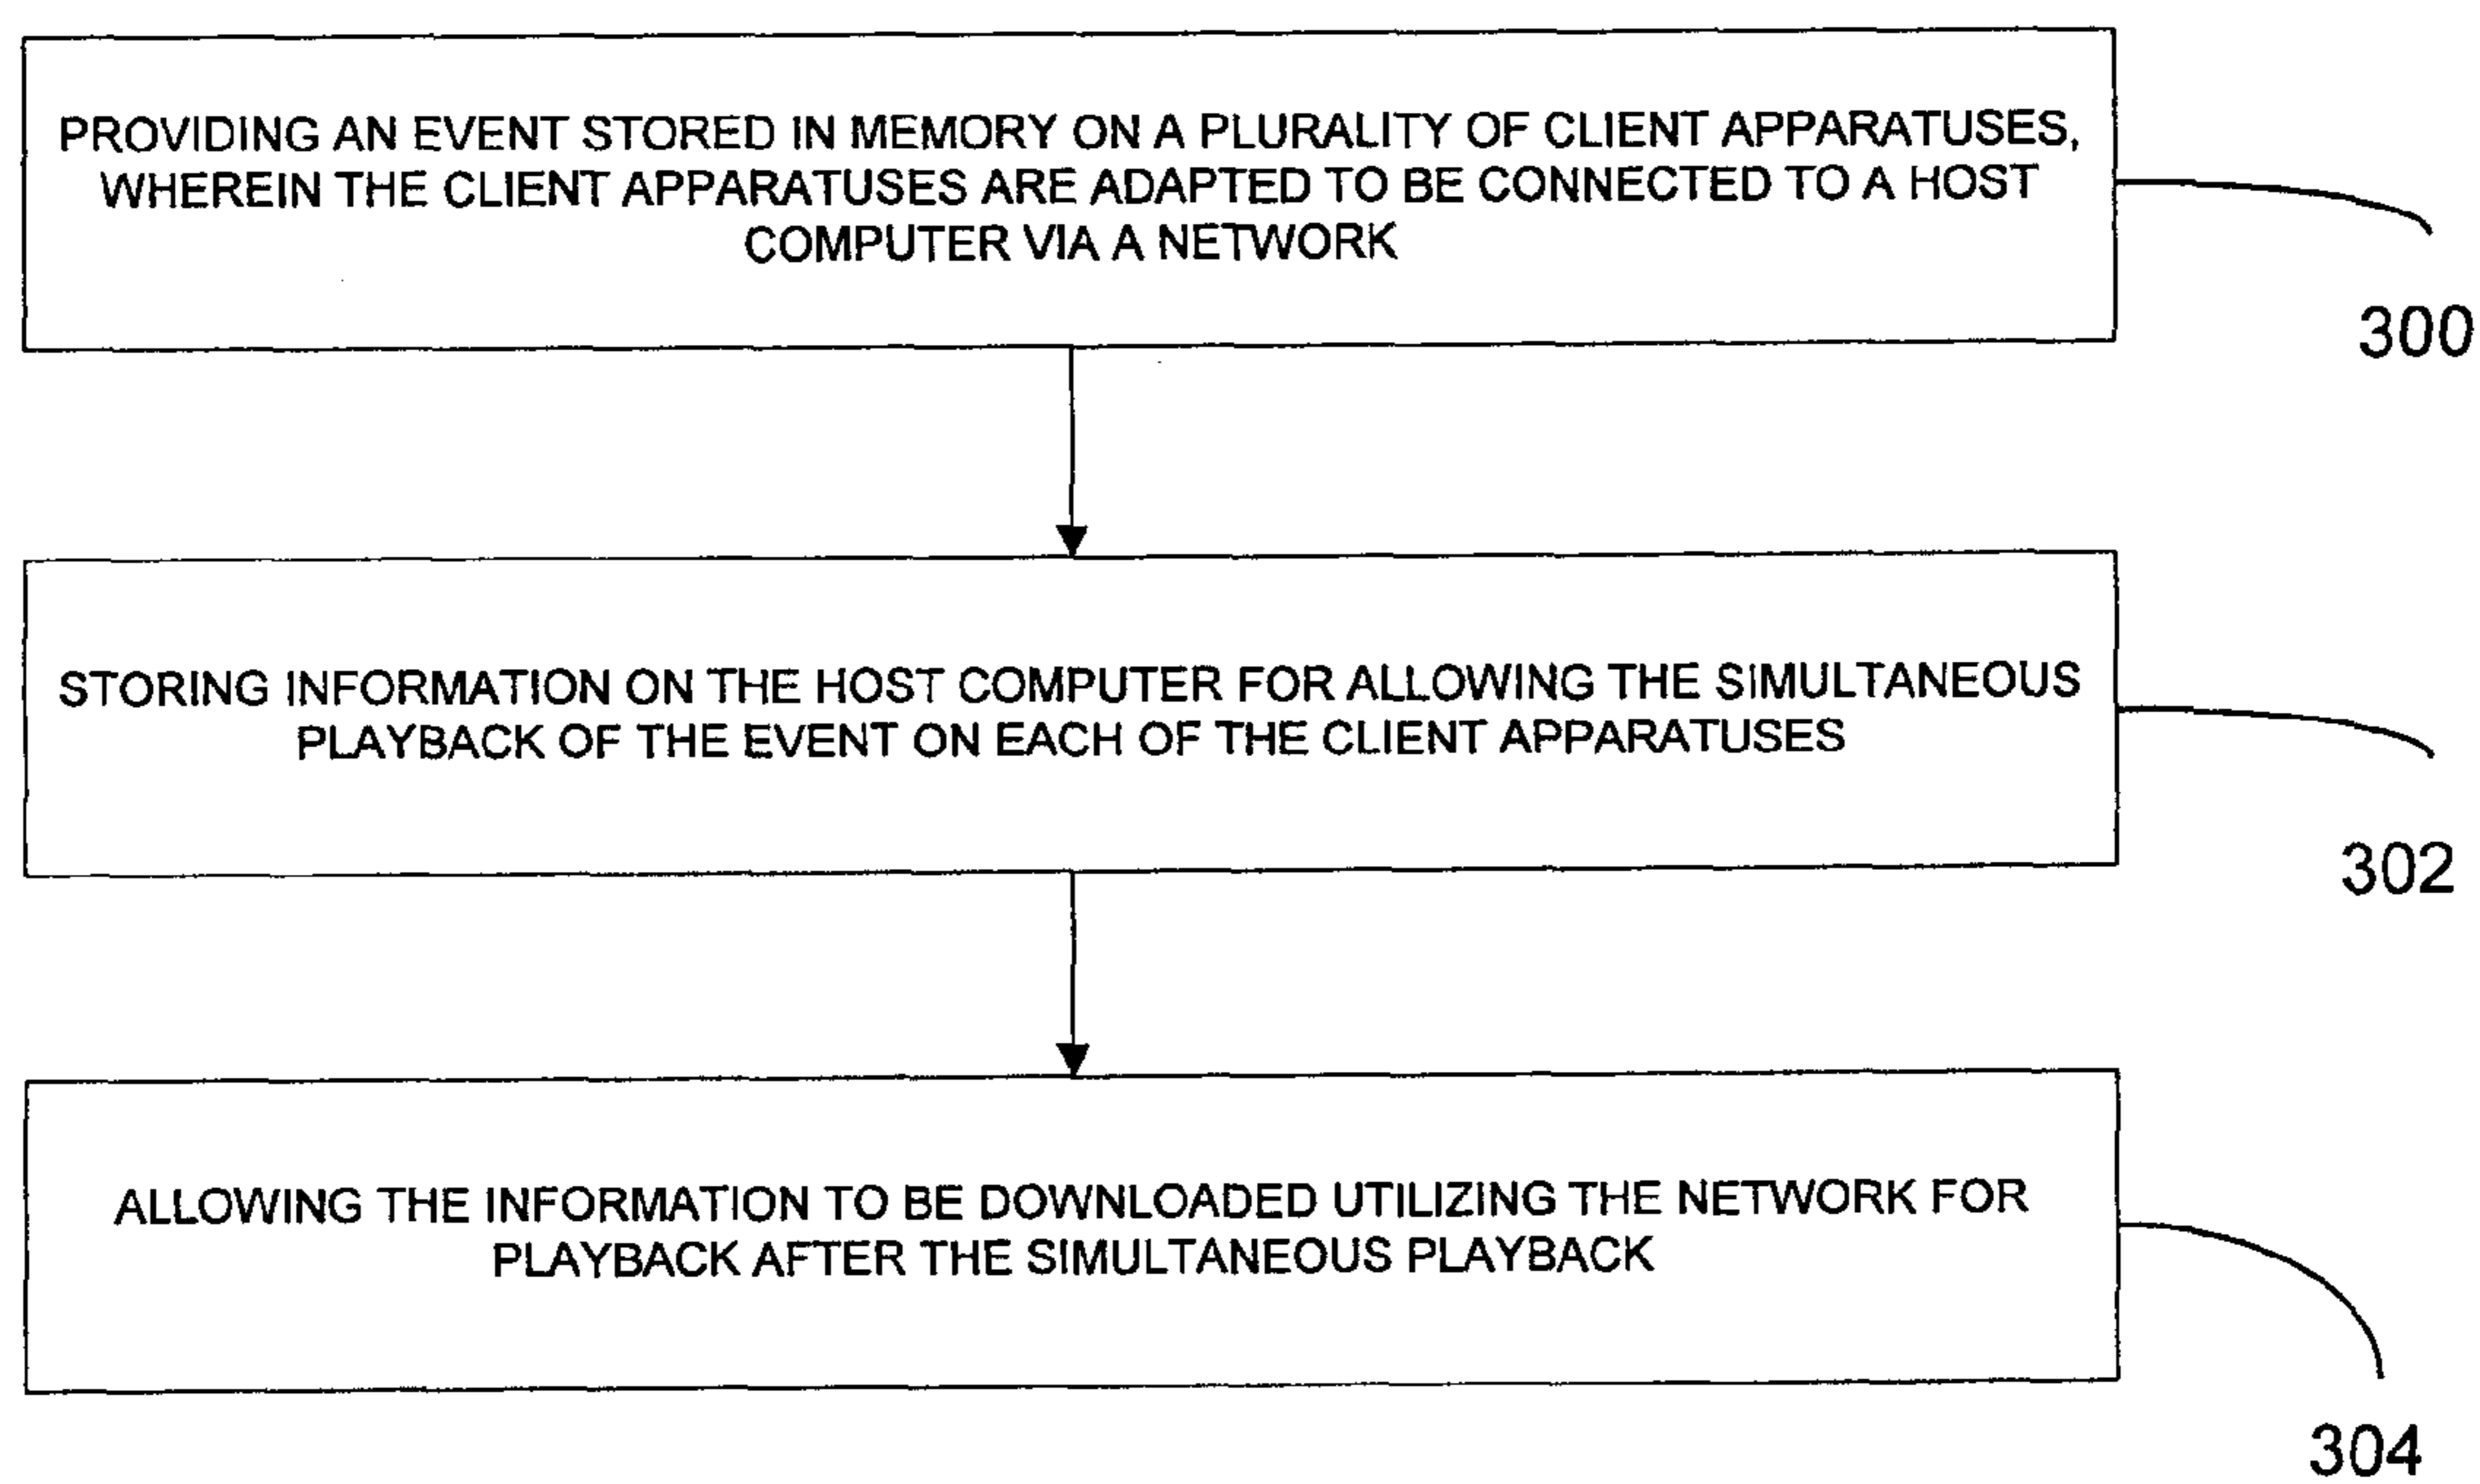 PROVIDING AN EVENT STORED IN MEMORY ON A PLURALITY OF CLIENT APPARATUSES,
WHEREIN THE CLIENT APPARATUSES ARE ADAPTED TO BE CONNECTED TO A HOST
COMPUTER VIA A NETWORK
300
STORING INFORMATION ON THE HOST COMPUTER FOR ALLOWING THE SIMULTANEOUS
PLAYBACK OF THE EVENT ON EACH OF THE CLIENT APPARATUSES
302
ALLOWING THE INFORMATION TO BE DOWNLOADED UTILIZING THE NETWORK FOR
PLAYBACK AFTER THE SIMULTANEOUS PLAYBACK
304